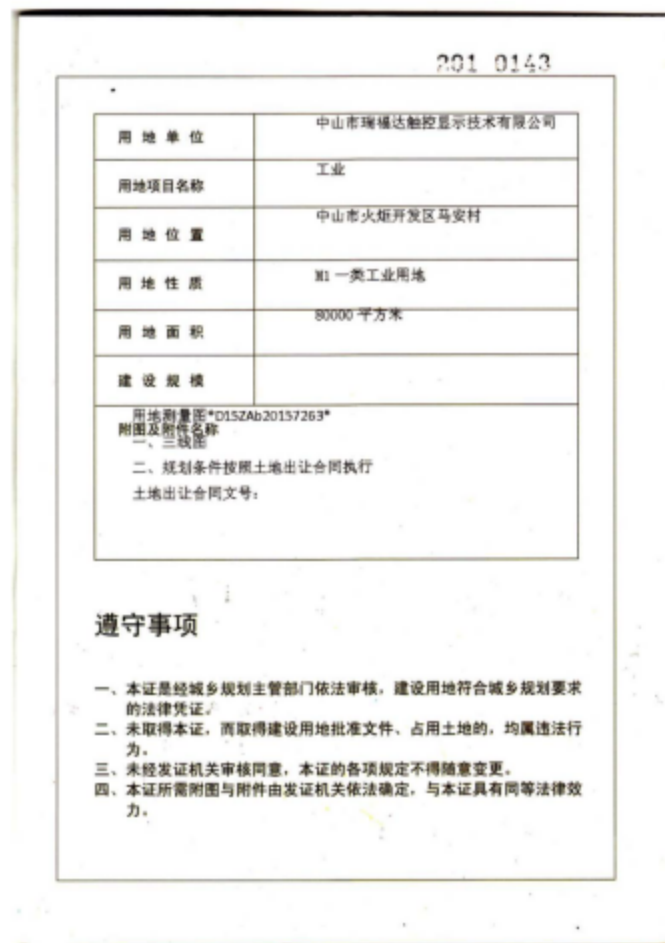 201 0143
用地单位 中山市瑞福达触控显示技术有限公司
用地项目名称 工业
用地位置 中山市火炬开发区马安村
用地性质 M1 一类工业用地
用地面积 80000 平方米
建设规模
用地测量图*D15ZAb20157263*
附图及附件名称
一、三线图
二、规划条件按照土地出让合同执行
土地出让合同文号：
遵守事项
一、本证是经城乡规划主管部门依法审核，建设用地符合城乡规划要求
的法律凭证。
二、未取得本证，而取得建设用地批准文件、占用土地的，均属违法行
为。
三、未经发证机关审核同意，本证的各项规定不得随意变更。
四、本证所需附图与附件由发证机关依法确定，与本证具有同等法律效
力。